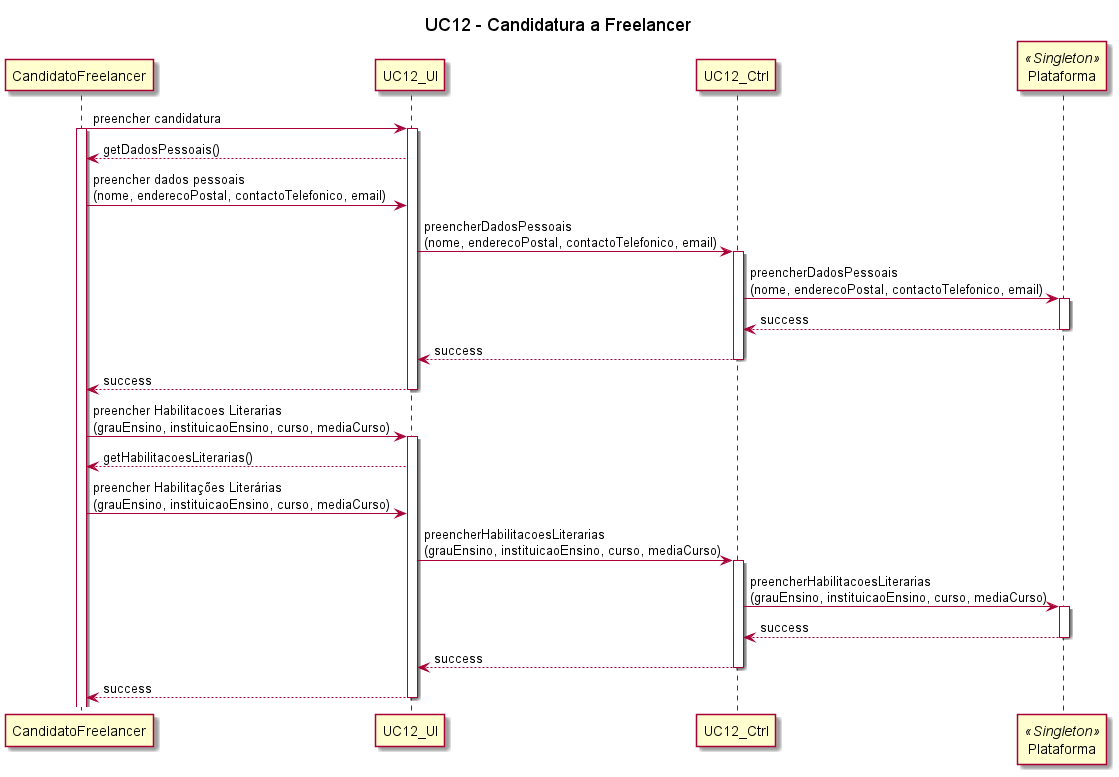 UC12 - Candidatura a Freelancer
CandidatoFreelancer
UC12_UI
UC12_Ctrl
«Singleton»
Plataforma
preencher candidatura
getDadosPessoais()
preencher dados pessoais
(nome, enderecoPostal, contactoTelefonico, email)
preencherDadosPessoais
(nome, enderecoPostal, contactoTelefonico, email)
preencherDadosPessoais
(nome, enderecoPostal, contactoTelefonico, email)
success
success
success
preencher Habilitacoes Literarias
(grauEnsino, instituicaoEnsino, curso, mediaCurso)
getHabilitacoesLiterarias()
preencher Habilitações Literárias
(grauEnsino, instituicaoEnsino, curso, mediaCurso)
preencherHabilitacoesLiterarias
(grauEnsino, instituicaoEnsino, curso, mediaCurso)
preencherHabilitacoesLiterarias
(grauEnsino, instituicaoEnsino, curso, mediaCurso)
success
success
success
CandidatoFreelancer
UC12_UI
UC12_Ctrl
«Singleton»
Plataforma